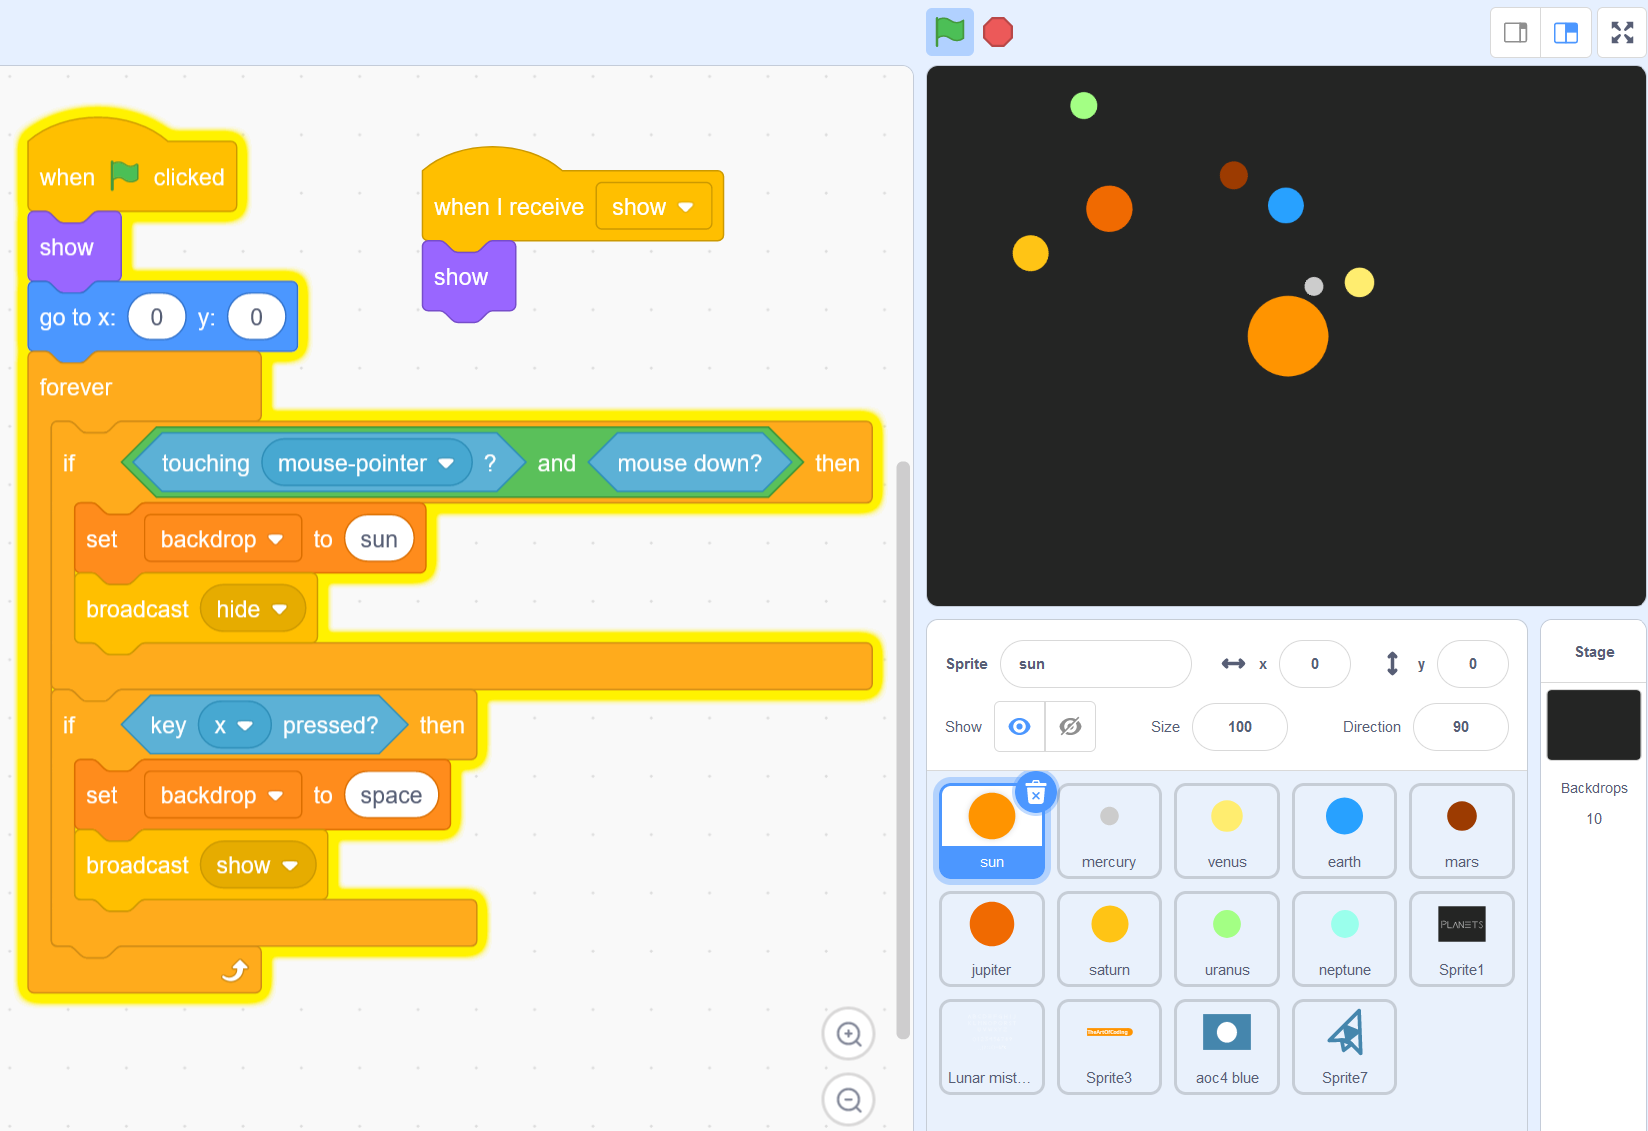 when clicked
show
go to x: 0 y: 0
forever
if touching mouse-pointer ? and mouse down? then
set backdrop to sun
broadcast hide
if key x pressed? then
set backdrop to space
broadcast show
when I receive show
show
Sprite sun x 0 y 0
Show Size 100 Direction 90
sun mercury venus earth mars
PLANETS
jupiter saturn uranus neptune Sprite1
TheArtOfCoding
Lunar mist... Sprite3 aoc4 blue Sprite7
Stage
Backdrops
10